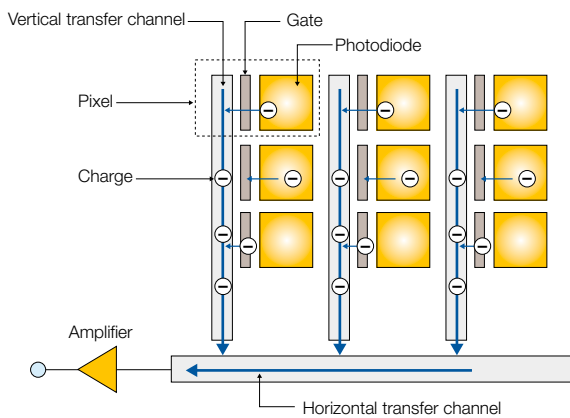 Vertical transfer channel
Gate
Photodiode
Pixel
Charge
Amplifier
Horizontal transfer channel